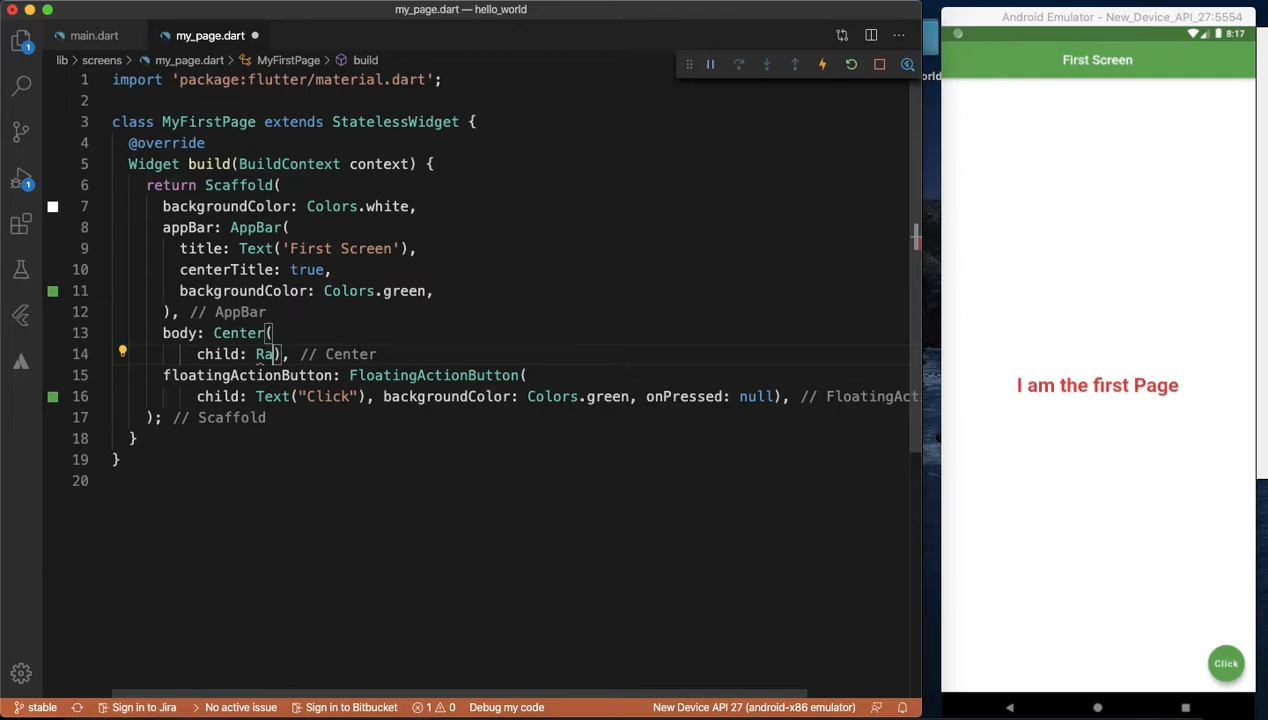 my_page.dart — hello_world
main.dart
my_page.dart
lib > screens > my_page.dart > MyFirstPage > build
1 import 'package:flutter/material.dart';
2
3 class MyFirstPage extends StatelessWidget {
4 @override
5 Widget build(BuildContext context) {
6 return Scaffold(
7 backgroundColor: Colors.white,
8 appBar: AppBar(
9 title: Text('First Screen'),
10 centerTitle: true,
11 backgroundColor: Colors.green,
12 ), // AppBar
13 body: Center(
14 child: Ra), // Center
15 floatingActionButton: FloatingActionButton(
16 child: Text("Click"), backgroundColor: Colors.green, onPressed: null), // FloatingAct
17 ); // Scaffold
18 }
19 }
20
1
1
stable
Sign in to Jira
No active issue
Sign in to Bitbucket
1 0
Debug my code
New Device API 27 (android-x86 emulator)
orld
Android Emulator - New_Device_API_27:5554
8:17
First Screen
I am the first Page
Click